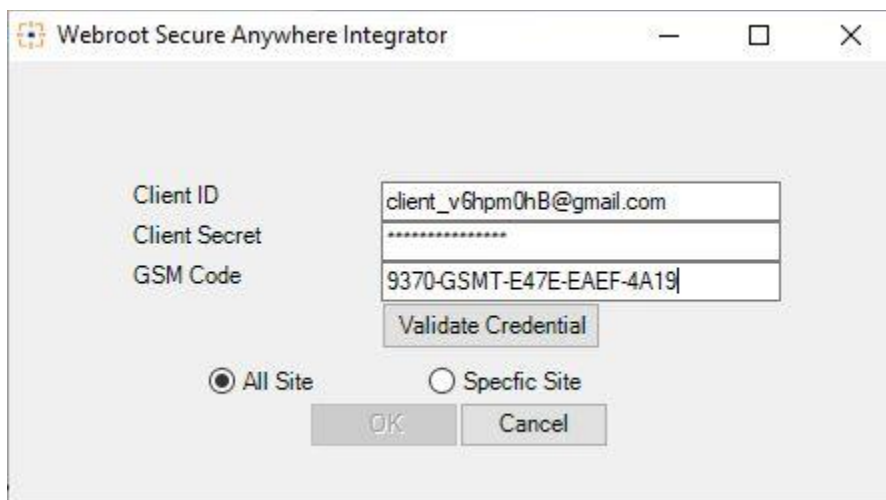 Webroot Secure Anywhere Integrator
Client ID client_v6hpm0hB@gmail.com
Client Secret ***************
GSM Code 9370-GSMT-E47E-EAEF-4A19
Validate Credential
All Site Specfic Site
OK Cancel